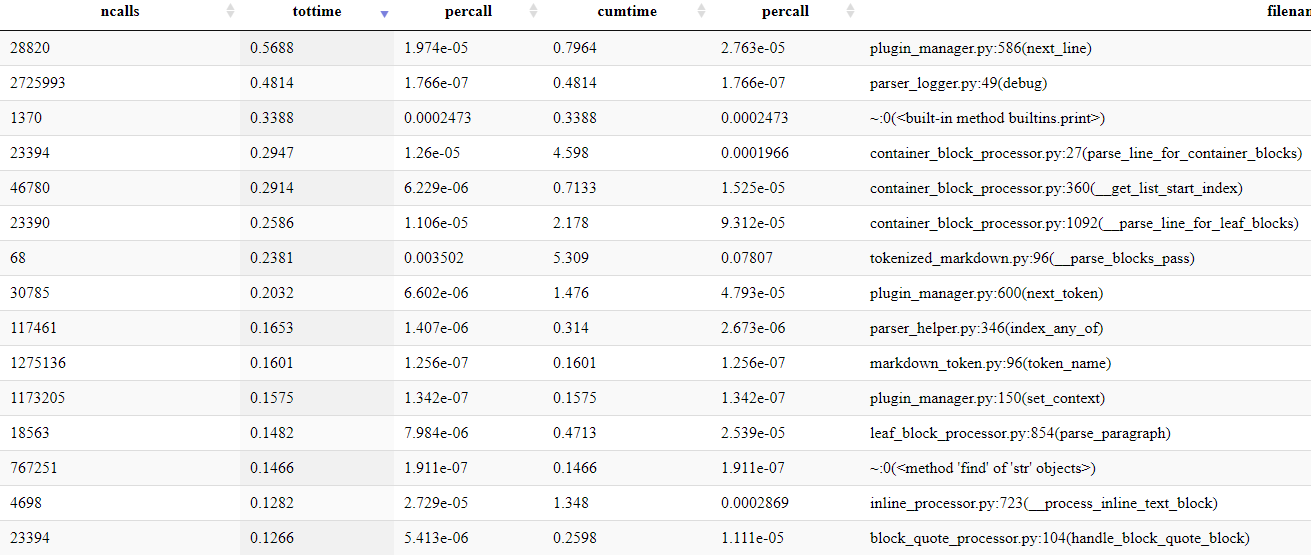 ncalls tottime percall cumtime percall filenan
28820 0.5688 1.974e-05 0.7964 2.763e-05 plugin_manager.py:586(next_line)
2725993 0.4814 1.766e-07 0.4814 1.766e-07 parser_logger.py:49(debug)
1370 0.3388 0.0002473 0.3388 0.0002473 ~:0(<built-in method builtins.print>)
23394 0.2947 1.26e-05 4.598 0.0001966 container_block_processor.py:27(parse_line_for_container_blocks)
46780 0.2914 6.229e-06 0.7133 1.525e-05 container_block_processor.py:360(__get_list_start_index)
23390 0.2586 1.106e-05 2.178 9.312e-05 container_block_processor.py:1092(__parse_line_for_leaf_blocks)
68 0.2381 0.003502 5.309 0.07807 tokenized_markdown.py:96(__parse_blocks_pass)
30785 0.2032 6.602e-06 1.476 4.793e-05 plugin_manager.py:600(next_token)
117461 0.1653 1.407e-06 0.314 2.673e-06 parser_helper.py:346(index_any_of)
1275136 0.1601 1.256e-07 0.1601 1.256e-07 markdown_token.py:96(token_name)
1173205 0.1575 1.342e-07 0.1575 1.342e-07 plugin_manager.py:150(set_context)
18563 0.1482 7.984e-06 0.4713 2.539e-05 leaf_block_processor.py:854(parse_paragraph)
767251 0.1466 1.911e-07 0.1466 1.911e-07 ~:0(<method 'find' of 'str' objects>)
4698 0.1282 2.729e-05 1.348 0.0002869 inline_processor.py:723(__process_inline_text_block)
23394 0.1266 5.413e-06 0.2598 1.111e-05 block_quote_processor.py:104(handle_block_quote_block)